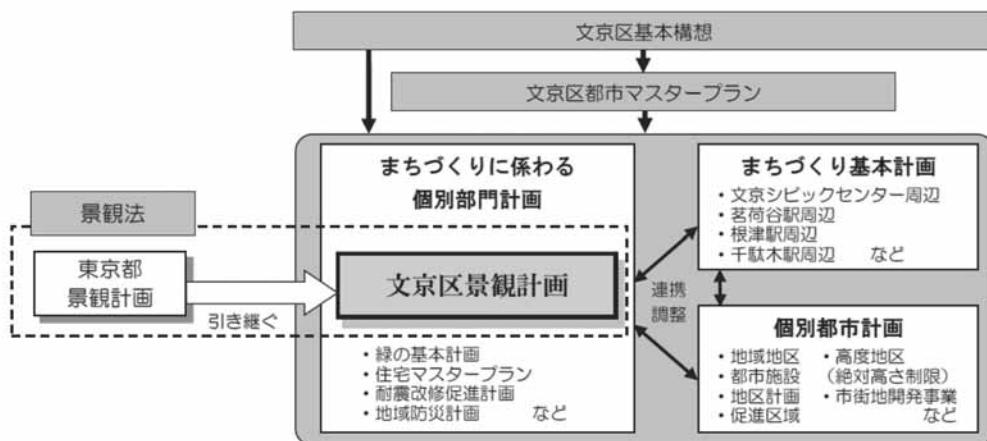 文京区基本構想
文京区都市マスタープラン
景観法
東京都
景観計画
引き継ぐ
まちづくりに係わる
個別部門計画
文京区景観計画
・緑の基本計画
・住宅マスタープラン
・耐震改修促進計画
・地域防災計画 など
連携
調整
まちづくり基本計画
・文京シビックセンター周辺
・茗荷谷駅周辺
・根津駅周辺
・千駄木駅周辺 など
個別都市計画
・地域地区 ・高度地区
・都市施設 (絶対高さ制限)
・地区計画 ・市街地開発事業
・促進区域 など